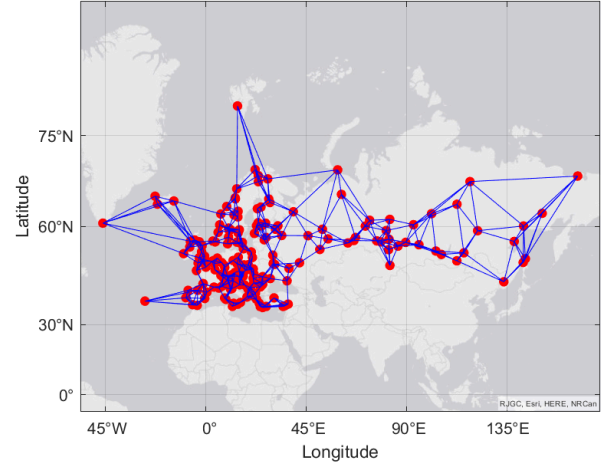 75°N
60°N
30°N
0°
Latitude
RJGC, Esri, HERE, NRCan
45°W
0°
45°E
90°E
135°E
Longitude